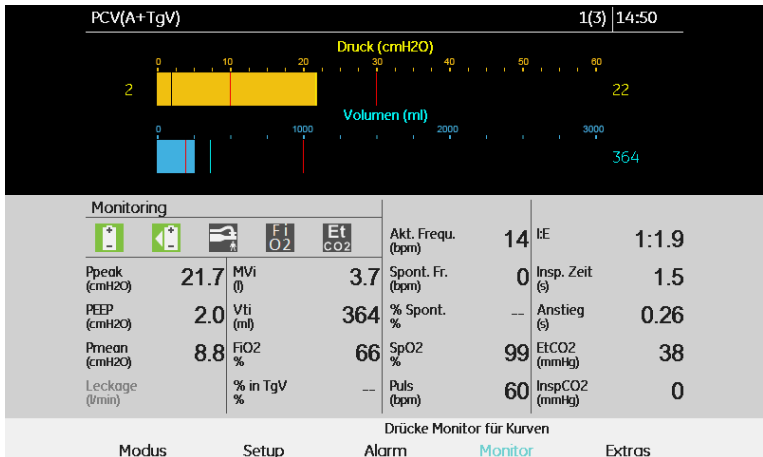 PCV(A+TgV) 1(3) 14:50
Druck (cmH2O)
0 10 20 30 40 50 60
2 22
Volumen (ml)
0 1000 2000 3000
364
Monitoring
Fi O2 Et CO2
Akt. Frequ. (bpm) 14 I:E 1:1.9
Ppeak (cmH2O) 21.7 MVi (l) 3.7 Spont. Fr. (bpm) 0 Insp. Zeit (s) 1.5
PEEP (cmH2O) 2.0 Vti (ml) 364 % Spont. % -- Anstieg (s) 0.26
Pmean (cmH2O) 8.8 FiO2 % 66 SpO2 % 99 EtCO2 (mmHg) 38
Leckage (l/min) % in TgV % -- Puls (bpm) 60 InspCO2 (mmHg) 0
Drücke Monitor für Kurven
Modus Setup Alarm Monitor Extras